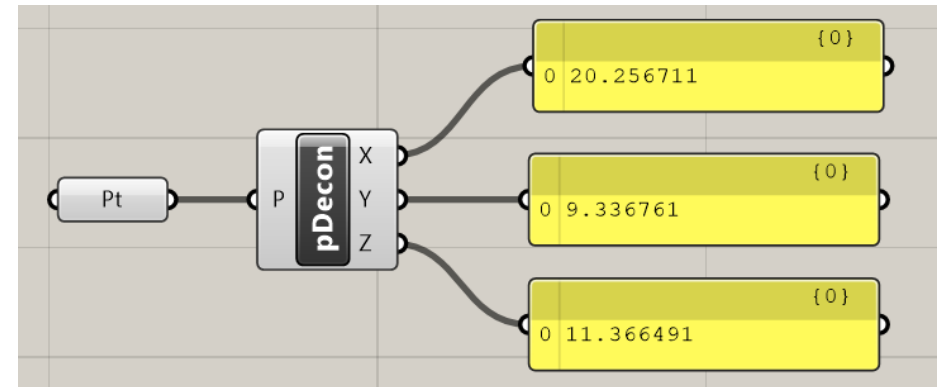 {0}
0 20.256711
Pt
P
pDecon
X
Y
Z
{0}
0 9.336761
{0}
0 11.366491